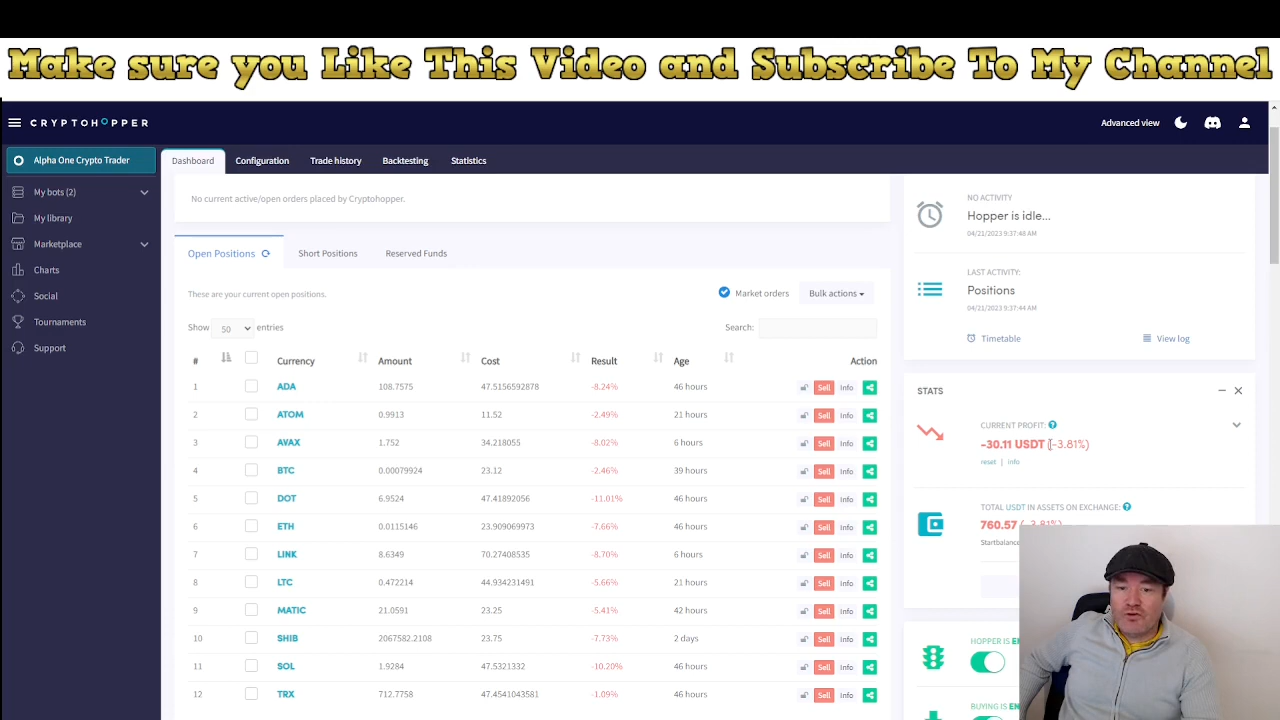 Make sure you Like This Video and Subscribe To My Channel
CRYPTOHOPPER
Advanced view
Alpha One Crypto Trader
Dashboard Configuration Trade history Backtesting Statistics
My bots (2)
My library
Marketplace
Charts
Social
Tournaments
Support
No current active/open orders placed by Cryptohopper.
Open Positions Short Positions Reserved Funds
These are your current open positions.
Market orders Bulk actions
Show 50 entries Search:
# Currency Amount Cost Result Age Action
1 ADA 108.7575 47.5156592878 -8.24% 46 hours Sell Info
2 ATOM 0.9913 11.52 -2.49% 21 hours Sell Info
3 AVAX 1.752 34.218055 -8.02% 6 hours Sell Info
4 BTC 0.00079924 23.12 -2.46% 39 hours Sell Info
5 DOT 6.9524 47.41892056 -11.01% 46 hours Sell Info
6 ETH 0.0115146 23.909069973 -7.66% 46 hours Sell Info
7 LINK 8.6349 70.27408535 -8.70% 6 hours Sell Info
8 LTC 0.472214 44.934231491 -5.66% 21 hours Sell Info
9 MATIC 21.0591 23.25 -5.41% 42 hours Sell Info
10 SHIB 2067582.2108 23.75 -7.73% 2 days Sell Info
11 SOL 1.9284 47.5321332 -10.20% 46 hours Sell Info
12 TRX 712.7758 47.4541043581 -1.09% 46 hours Sell Info
NO ACTIVITY
Hopper is idle...
04/21/2023 9:37:48 AM
LAST ACTIVITY:
Positions
04/21/2023 9:37:44 AM
Timetable View log
STATS
CURRENT PROFIT:
-30.11 USDT (-3.81%)
reset | info
TOTAL USDT IN ASSETS ON EXCHANGE:
760.57 (-3.81%)
Startbalance
HOPPER IS
BUYING IS